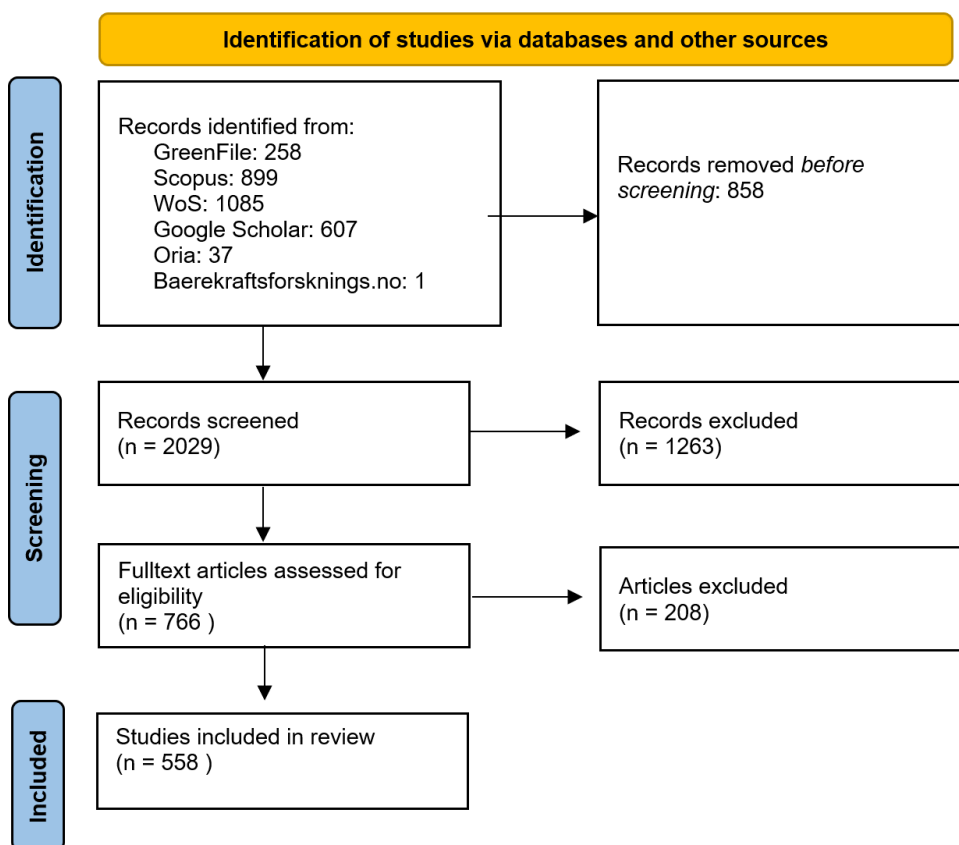 Identification of studies via databases and other sources
Identification
Records identified from:
GreenFile: 258
Scopus: 899
WoS: 1085
Google Scholar: 607
Oria: 37
Baerekraftsforsknings.no: 1
Records removed before
screening: 858
Screening
Records screened
(n = 2029)
Records excluded
(n = 1263)
Fulltext articles assessed for
eligibility
(n = 766 )
Articles excluded
(n = 208)
Included
Studies included in review
(n = 558 )